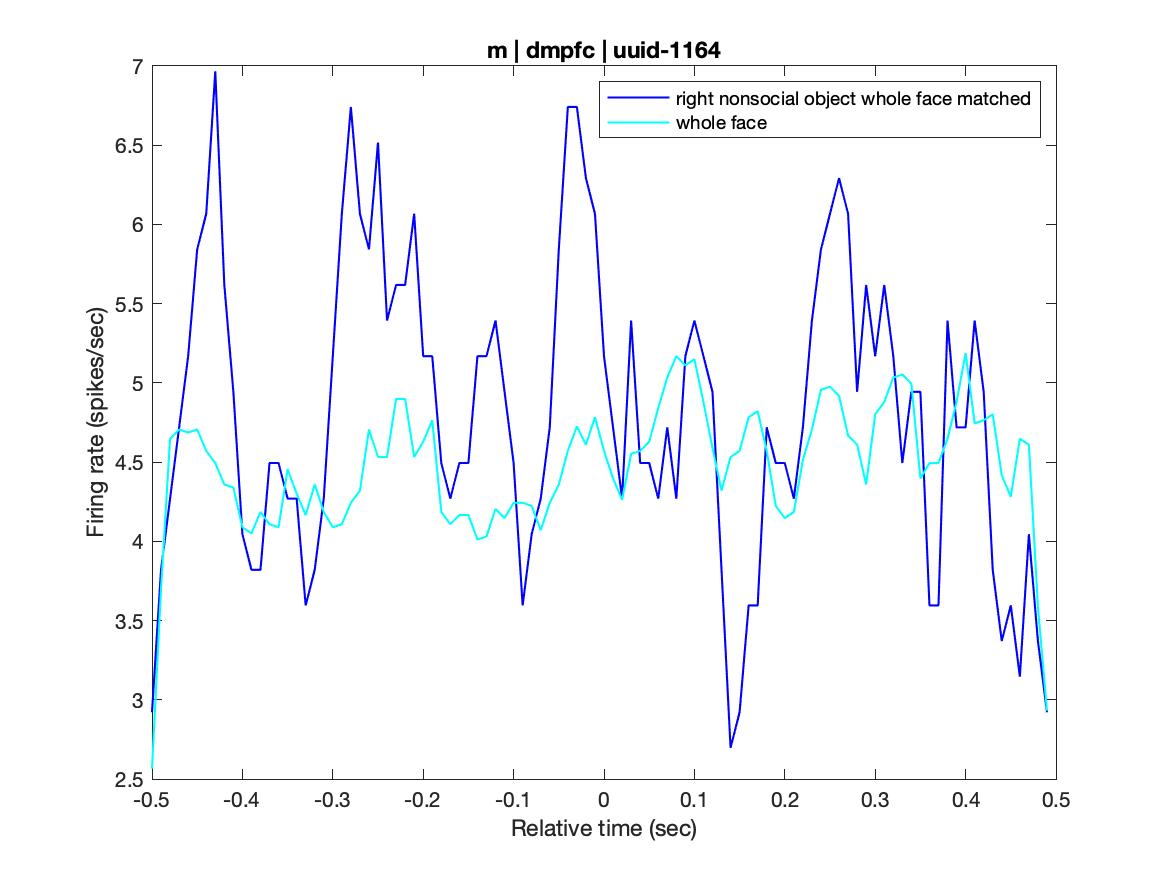 m | dmpfc | uuid-1164
right nonsocial object whole face matched
whole face
Firing rate (spikes/sec)
7
6.5
6
5.5
5
4.5
4
3.5
3
2.5
-0.5 -0.4 -0.3 -0.2 -0.1 0 0.1 0.2 0.3 0.4 0.5
Relative time (sec)